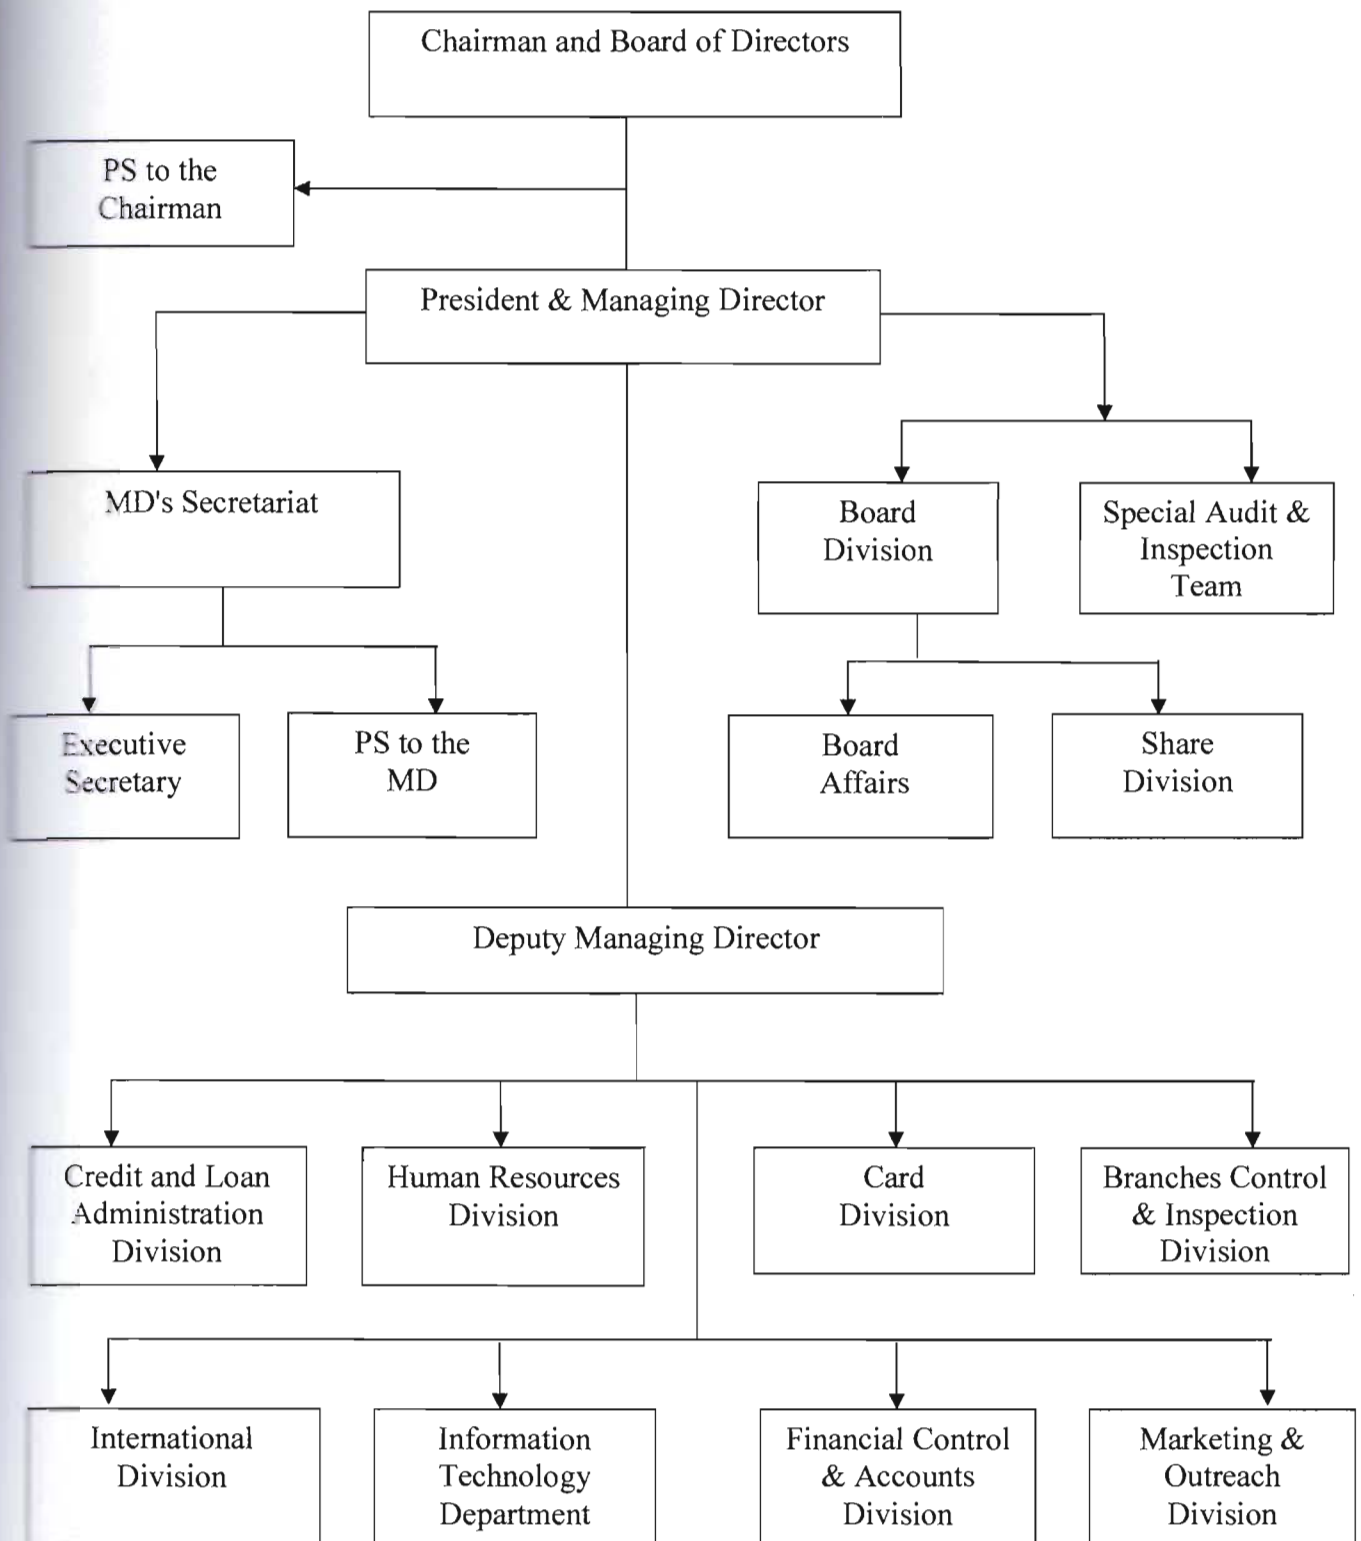 Chairman and Board of Directors
PS to the
Chairman
President & Managing Director
MD's Secretariat
Board
Division
Special Audit &
Inspection
Team
Executive
Secretary
PS to the
MD
Board
Affairs
Share
Division
Deputy Managing Director
Credit and Loan
Administration
Division
Human Resources
Division
Card
Division
Branches Control
& Inspection
Division
International
Division
Information
Technology
Department
Financial Control
& Accounts
Division
Marketing &
Outreach
Division